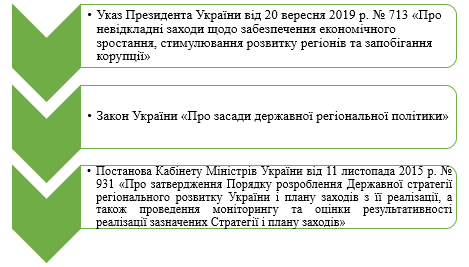 • Указ Президента України від 20 вересня 2019 р. № 713 «Про
невідкладні заходи щодо забезпечення економічного
зростання, стимулювання розвитку регіонів та запобігання
корупції»
• Закон України «Про засади державної регіональної політики»
• Постанова Кабінету Міністрів України від 11 листопада 2015 р. №
931 «Про затвердження Порядку розроблення Державної стратегії
регіонального розвитку України і плану заходів з її реалізації, а
також проведення моніторингу та оцінки результативності
реалізації зазначених Стратегії і плану заходів»